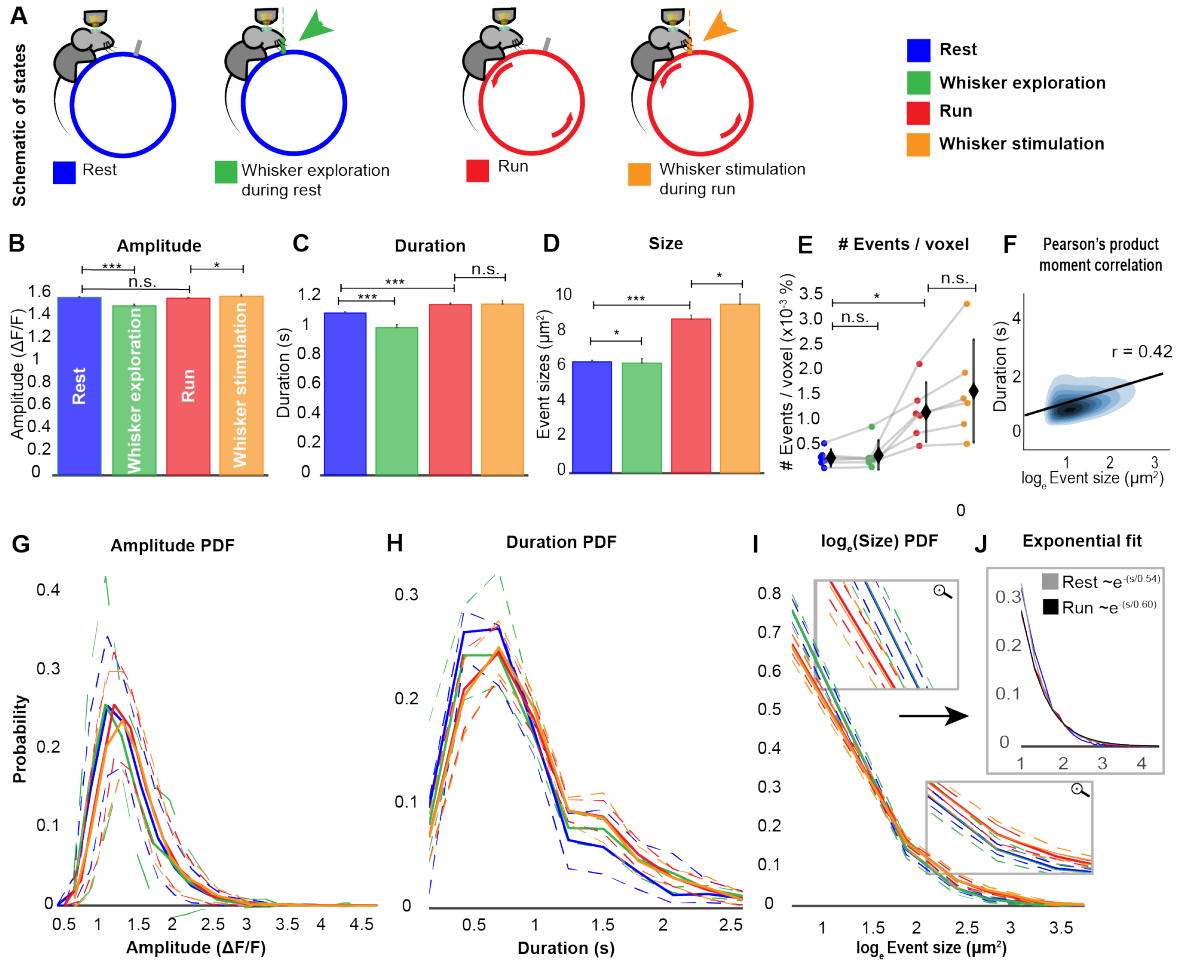 A
Schematic of states
Rest
Whisker exploration
during rest
Run
Whisker stimulation
during run
Rest
Whisker exploration
Run
Whisker stimulation
B
Amplitude
***
*
n.s.
Amplitude (ΔF/F)
1.6
1.4
1.2
1
0.8
0.6
0.4
0.2
0
Rest
Whisker exploration
Run
Whisker stimulation
C
Duration
n.s.
***
***
Duration (s)
1.2
1
0.8
0.6
0.4
0.2
0
D
Size
*
***
*
Event sizes (µm²)
10
8
6
4
2
0
E
# Events / voxel
n.s.
*
n.s.
# Events / voxel (x10⁻³ %)
3.5
3.0
2.5
2.0
1.5
1.0
0.5
0
F
Pearson's product
moment correlation
r = 0.42
Duration (s)
4
2
0
1 2 3
logₑ Event size (µm²)
G
Amplitude PDF
Probability
0.4
0.3
0.2
0.1
0
0.5 1 1.5 2 2.5 3 3.5 4 4.5
Amplitude (ΔF/F)
H
Duration PDF
0.3
0.2
0.1
0
0.5 1 1.5 2 2.5
Duration (s)
I
logₑ(Size) PDF
0.8
0.7
0.6
0.5
0.4
0.3
0.2
0.1
0
1 1.5 2 2.5 3 3.5
logₑ Event size (µm²)
J
Exponential fit
Rest ~e^-(s/0.54)
Run ~e^-(s/0.60)
0.3
0.2
0.1
0
1 2 3 4